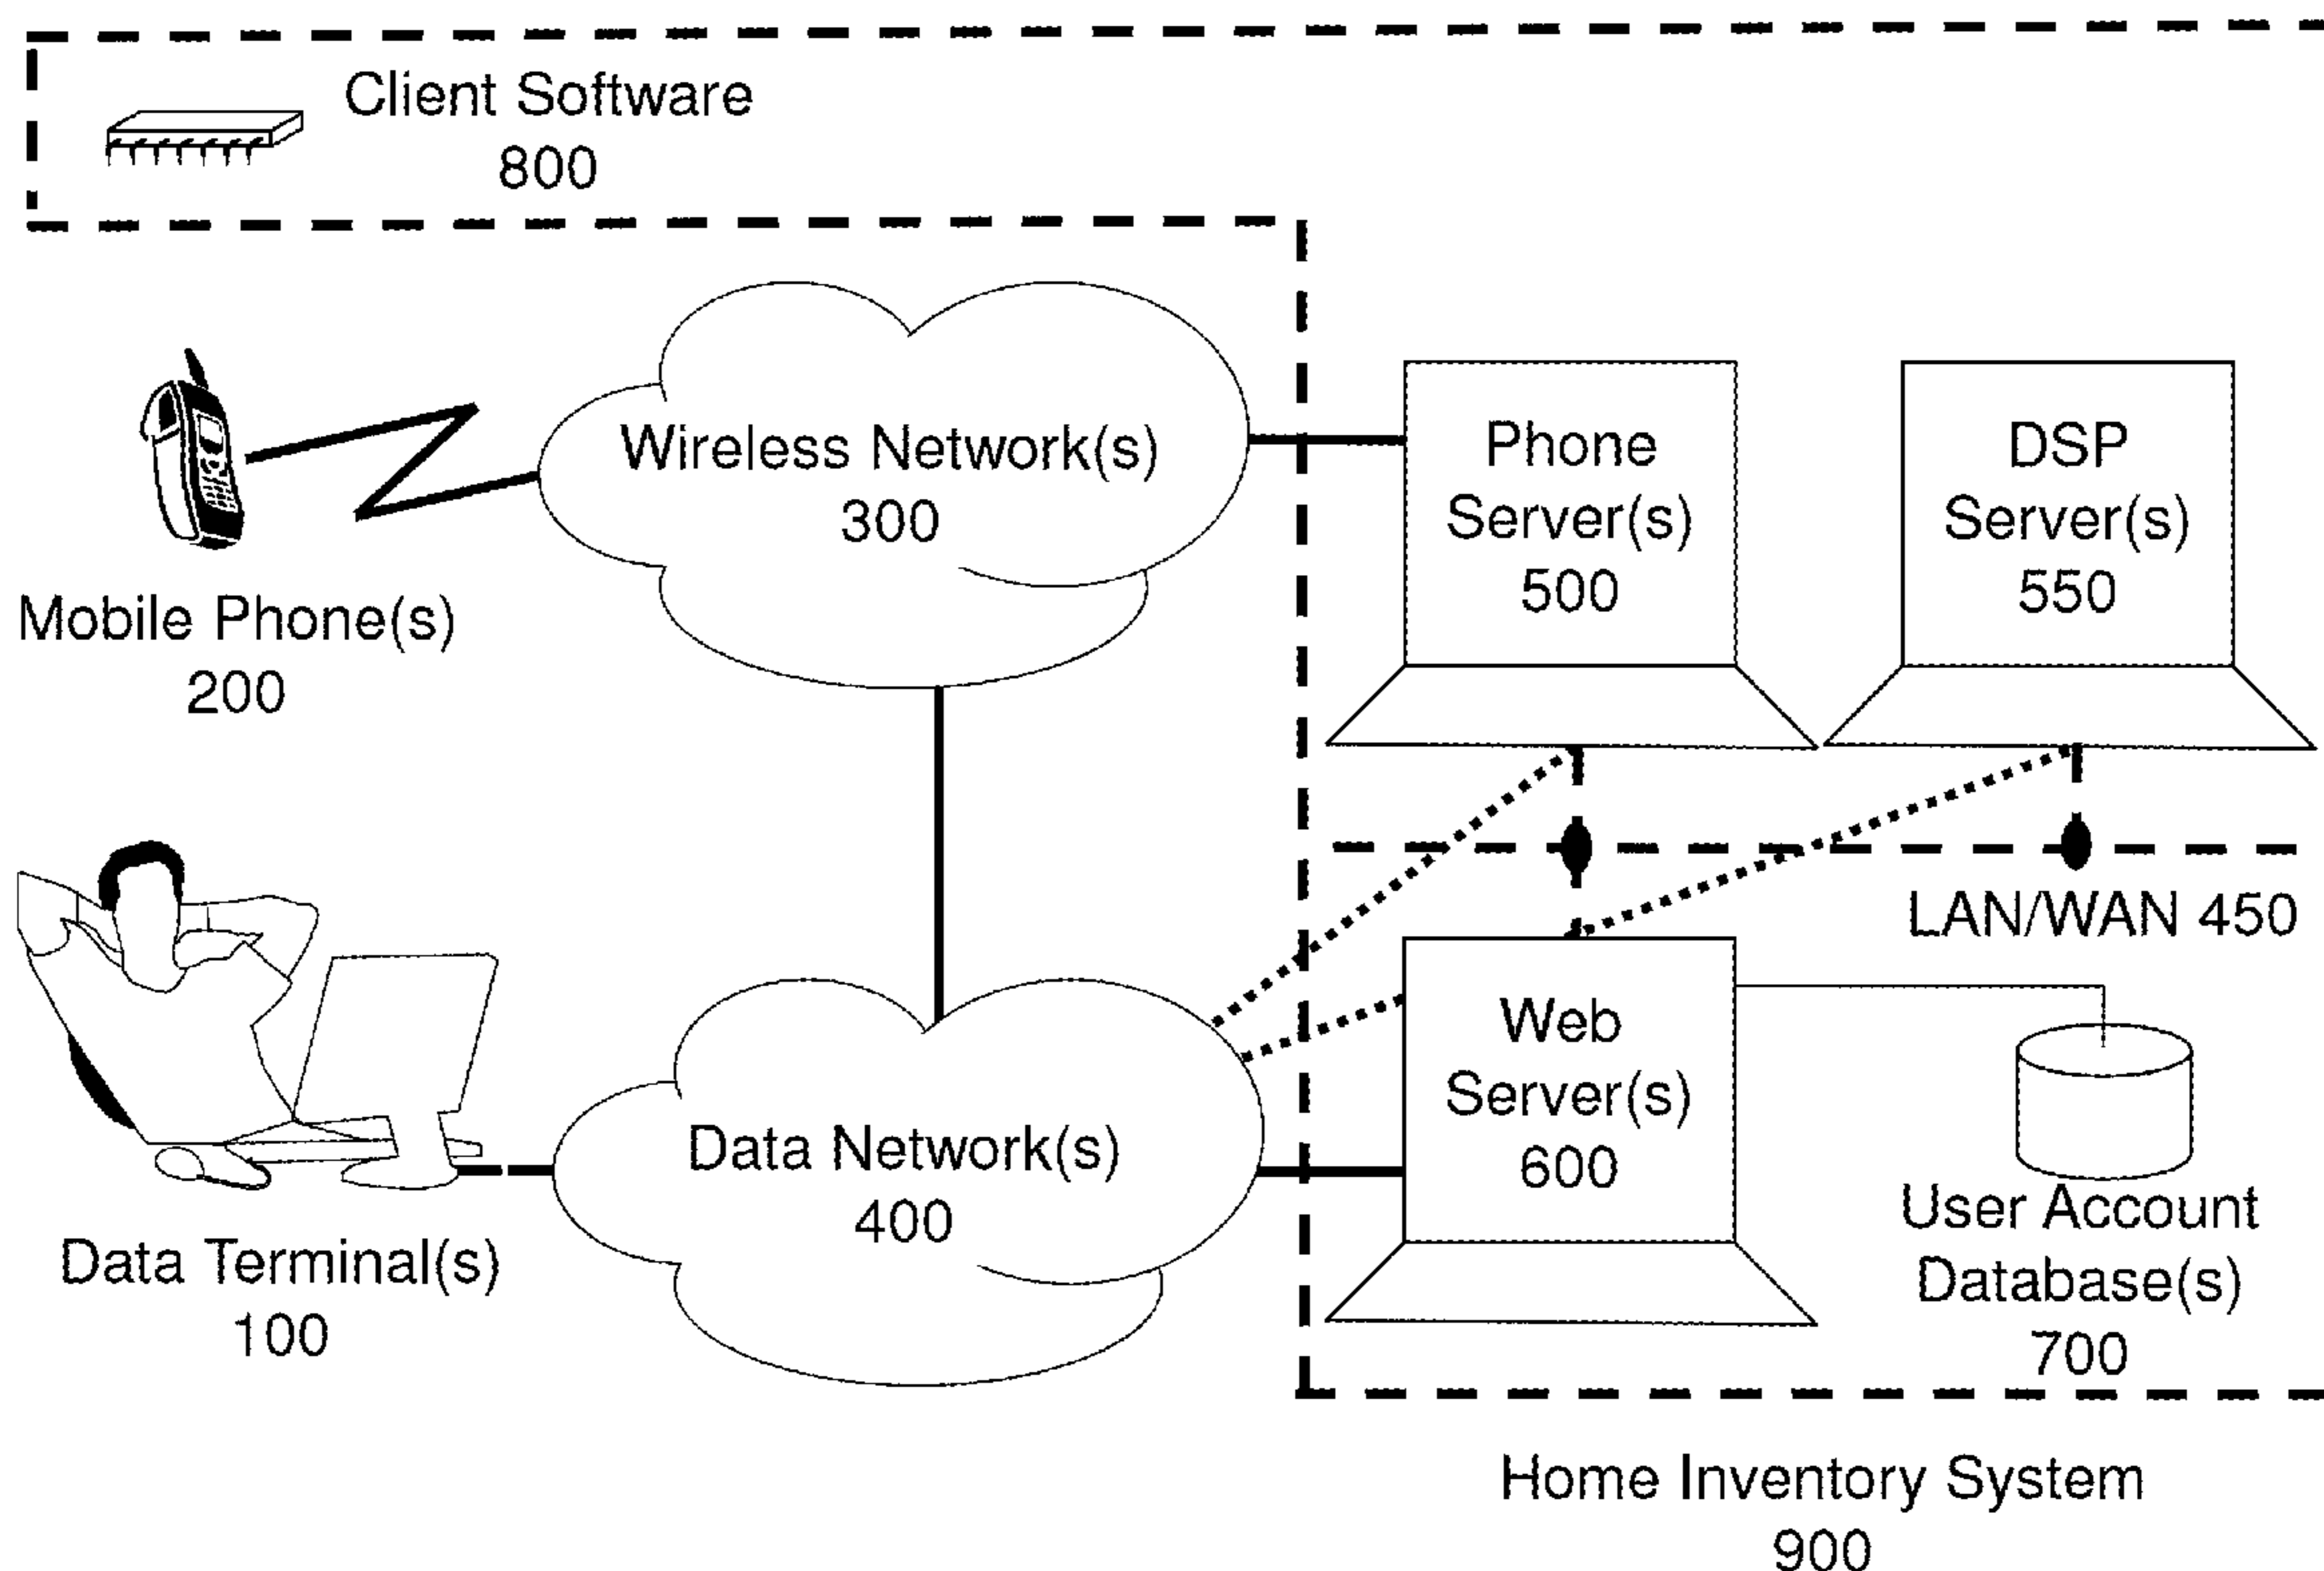 Client Software
800
Wireless Network(s)
300
Phone
Server(s)
500
DSP
Server(s)
550
Mobile Phone(s)
200
LAN/WAN 450
Data Network(s)
400
Web
Server(s)
600
User Account
Database(s)
700
Data Terminal(s)
100
Home Inventory System
900